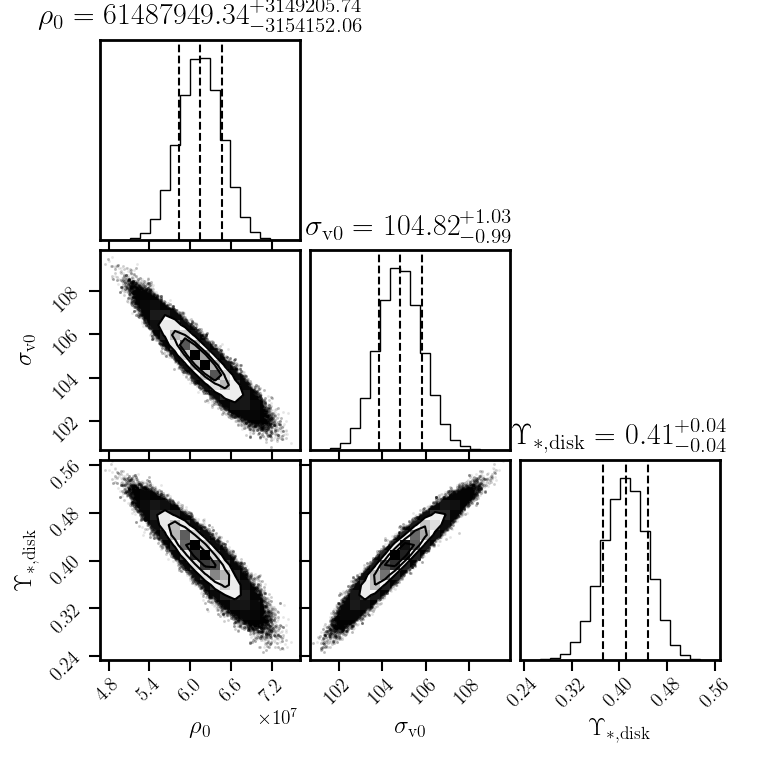 ρ₀ = 61487949.34⁺³¹⁴⁹²⁰⁵·⁷⁴₋₃₁₅₄₁₅₂.₀₆
σᵥ₀ = 104.82⁺¹·⁰³₋₀.₉₉
108
106
104
102
σᵥ₀
ϒ*,disk = 0.41⁺⁰·⁰⁴₋₀.₀₄
0.56
0.48
0.40
0.32
0.24
ϒ*,disk
4.8 5.4 6.0 6.6 7.2
×10⁷
ρ₀
102 104 106 108
σᵥ₀
0.24 0.32 0.40 0.48 0.56
ϒ*,disk